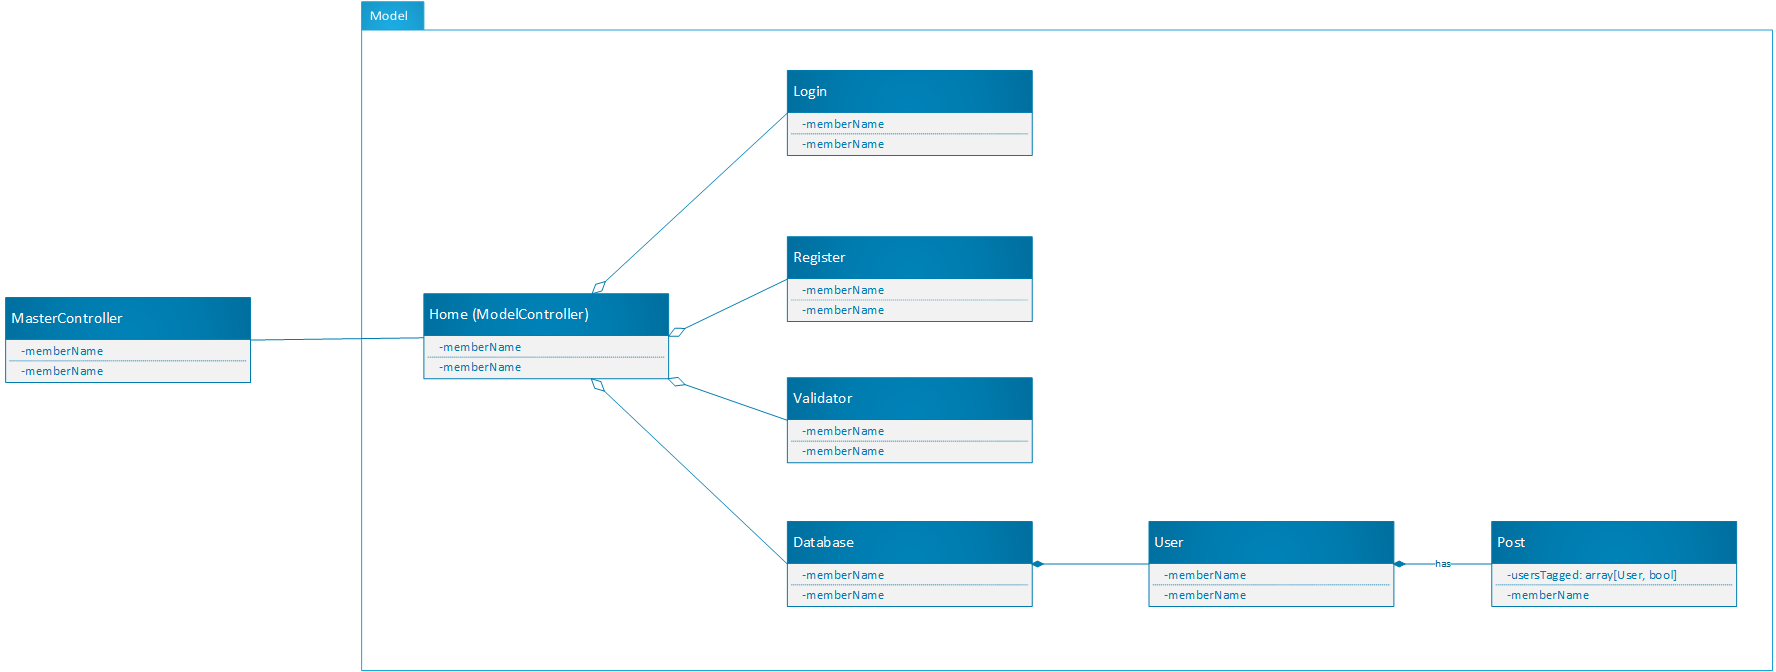 Model
Login
-memberName
-memberName
Register
-memberName
-memberName
MasterController
-memberName
-memberName
Home (ModelController)
-memberName
-memberName
Validator
-memberName
-memberName
Database
-memberName
-memberName
User
-memberName
-memberName
has
Post
-usersTagged: array[User, bool]
-memberName